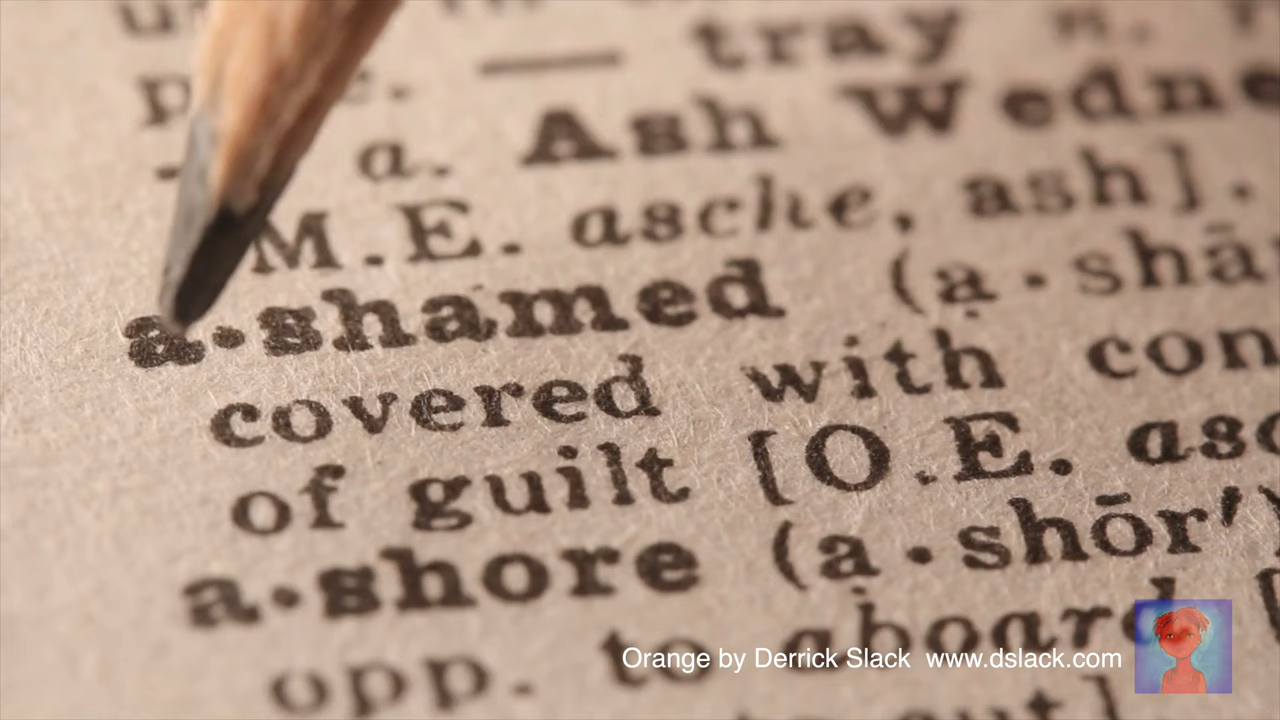 tray n.
a. Ash Wedne
M.E. asche, ash].
a·shamed (ạ·shā
covered with con
of guilt [O.E. asc
a·shore (ạ·shōr′)
opp. to aboard [
Orange by Derrick Slack www.dslack.com